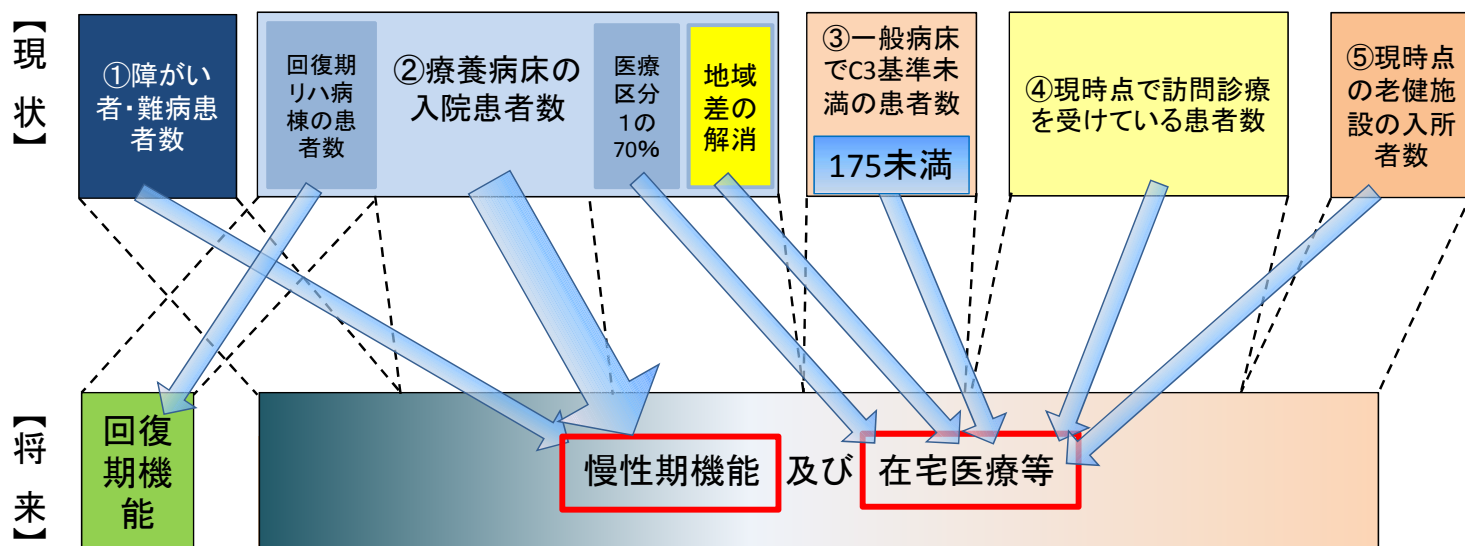 【現状】
①障がい
者・難病患
者数
回復期
リハ病
棟の患
者数
②療養病床の
入院患者数
医療
区分
1の
70%
地域
差の
解消
③一般病床
でC3基準未
満の患者数
175未満
④現時点で訪問診療
を受けている患者数
⑤現時点
の老健施
設の入所
者数
【将来】
回復
期機
能
慢性期機能 及び 在宅医療等